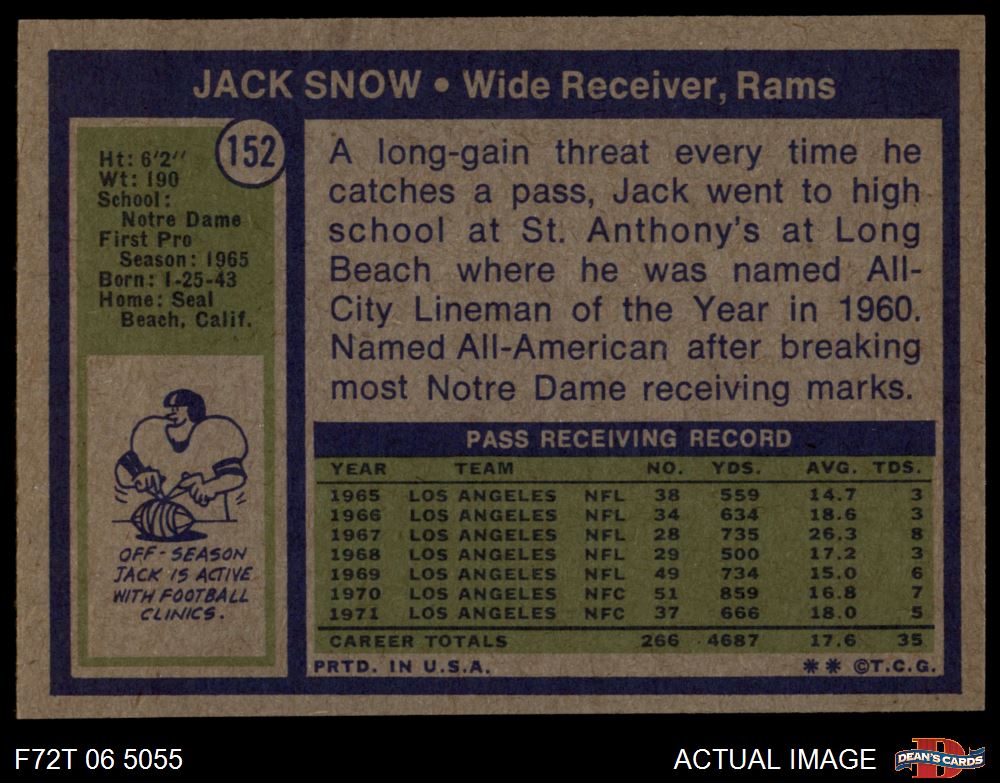 JACK SNOW • Wide Receiver, Rams
152
Ht: 6'2"
Wt: 190
School:
Notre Dame
First Pro
Season: 1965
Born: 1-25-43
Home: Seal
Beach, Calif.
OFF-SEASON
JACK IS ACTIVE
WITH FOOTBALL
CLINICS.
A long-gain threat every time he
catches a pass, Jack went to high
school at St. Anthony's at Long
Beach where he was named All-
City Lineman of the Year in 1960.
Named All-American after breaking
most Notre Dame receiving marks.
PASS RECEIVING RECORD
YEAR TEAM NO. YDS. AVG. TDS.
1965 LOS ANGELES NFL 38 559 14.7 3
1966 LOS ANGELES NFL 34 634 18.6 3
1967 LOS ANGELES NFL 28 735 26.3 8
1968 LOS ANGELES NFL 29 500 17.2 3
1969 LOS ANGELES NFL 49 734 15.0 6
1970 LOS ANGELES NFC 51 859 16.8 7
1971 LOS ANGELES NFC 37 666 18.0 5
CAREER TOTALS 266 4687 17.6 35
PRTD. IN U.S.A. ** ©T.C.G.
F72T 06 5055 ACTUAL IMAGE D DEAN'S CARDS